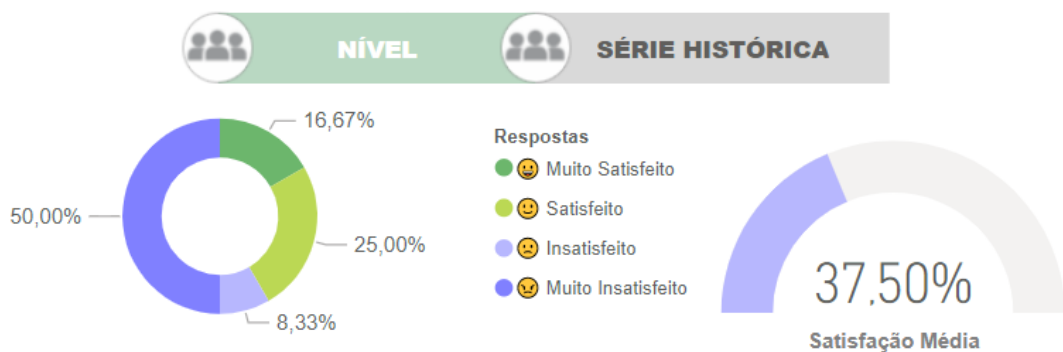 NÍVEL
SÉRIE HISTÓRICA
16,67%
50,00%
25,00%
8,33%
Respostas
Muito Satisfeito
Satisfeito
Insatisfeito
Muito Insatisfeito
37,50%
Satisfação Média